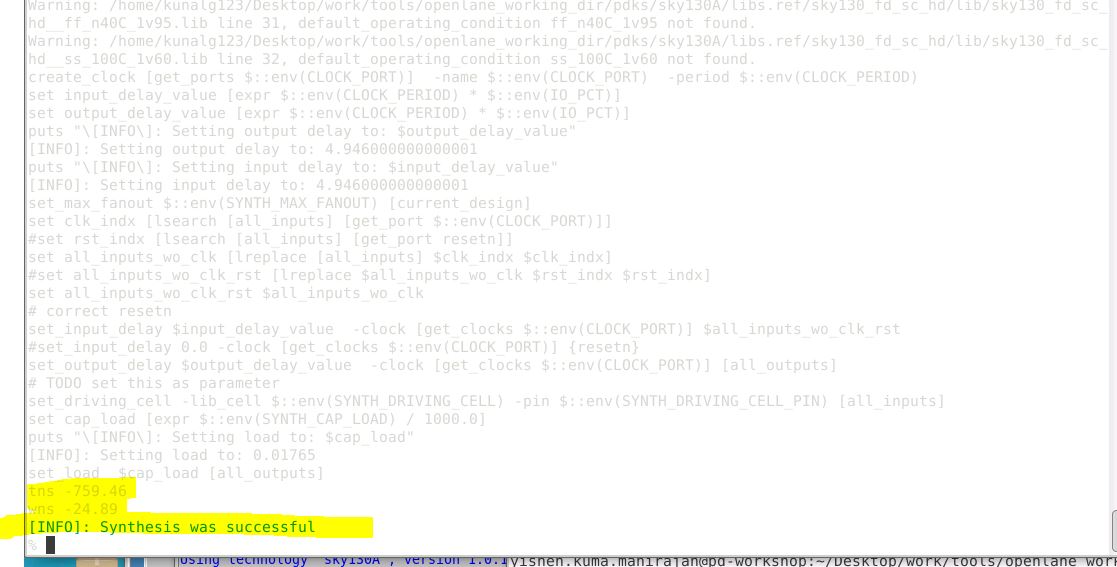 Warning: /home/kunalg123/Desktop/work/tools/openlane_working_dir/pdks/sky130A/libs.ref/sky130_fd_sc_hd/lib/sky130_fd_sc_
hd__ff_n40C_1v95.lib line 31, default_operating_condition ff_n40C_1v95 not found.
Warning: /home/kunalg123/Desktop/work/tools/openlane_working_dir/pdks/sky130A/libs.ref/sky130_fd_sc_hd/lib/sky130_fd_sc_
hd__ss_100C_1v60.lib line 32, default_operating_condition ss_100C_1v60 not found.
create_clock [get_ports $::env(CLOCK_PORT)]  -name $::env(CLOCK_PORT)  -period $::env(CLOCK_PERIOD)
set input_delay_value [expr $::env(CLOCK_PERIOD) * $::env(IO_PCT)]
set output_delay_value [expr $::env(CLOCK_PERIOD) * $::env(IO_PCT)]
puts "\[INFO\]: Setting output delay to: $output_delay_value"
[INFO]: Setting output delay to: 4.946000000000001
puts "\[INFO\]: Setting input delay to: $input_delay_value"
[INFO]: Setting input delay to: 4.946000000000001
set_max_fanout $::env(SYNTH_MAX_FANOUT) [current_design]
set clk_indx [lsearch [all_inputs] [get_port $::env(CLOCK_PORT)]]
#set rst_indx [lsearch [all_inputs] [get_port resetn]]
set all_inputs_wo_clk [lreplace [all_inputs] $clk_indx $clk_indx]
#set all_inputs_wo_clk_rst [lreplace $all_inputs_wo_clk $rst_indx $rst_indx]
set all_inputs_wo_clk_rst $all_inputs_wo_clk
# correct resetn
set_input_delay $input_delay_value  -clock [get_clocks $::env(CLOCK_PORT)] $all_inputs_wo_clk_rst
#set_input_delay 0.0 -clock [get_clocks $::env(CLOCK_PORT)] {resetn}
set_output_delay $output_delay_value  -clock [get_clocks $::env(CLOCK_PORT)] [all_outputs]
# TODO set this as parameter
set_driving_cell -lib_cell $::env(SYNTH_DRIVING_CELL) -pin $::env(SYNTH_DRIVING_CELL_PIN) [all_inputs]
set cap_load [expr $::env(SYNTH_CAP_LOAD) / 1000.0]
puts "\[INFO\]: Setting load to: $cap_load"
[INFO]: Setting load to: 0.01765
set_load  $cap_load [all_outputs]
tns -759.46
wns -24.89
[INFO]: Synthesis was successful
%
Using technology "sky130A", Version 1.0.1
vishen.kuma.manirajan@pd-workshop:~/Desktop/work/tools/openlane_wor